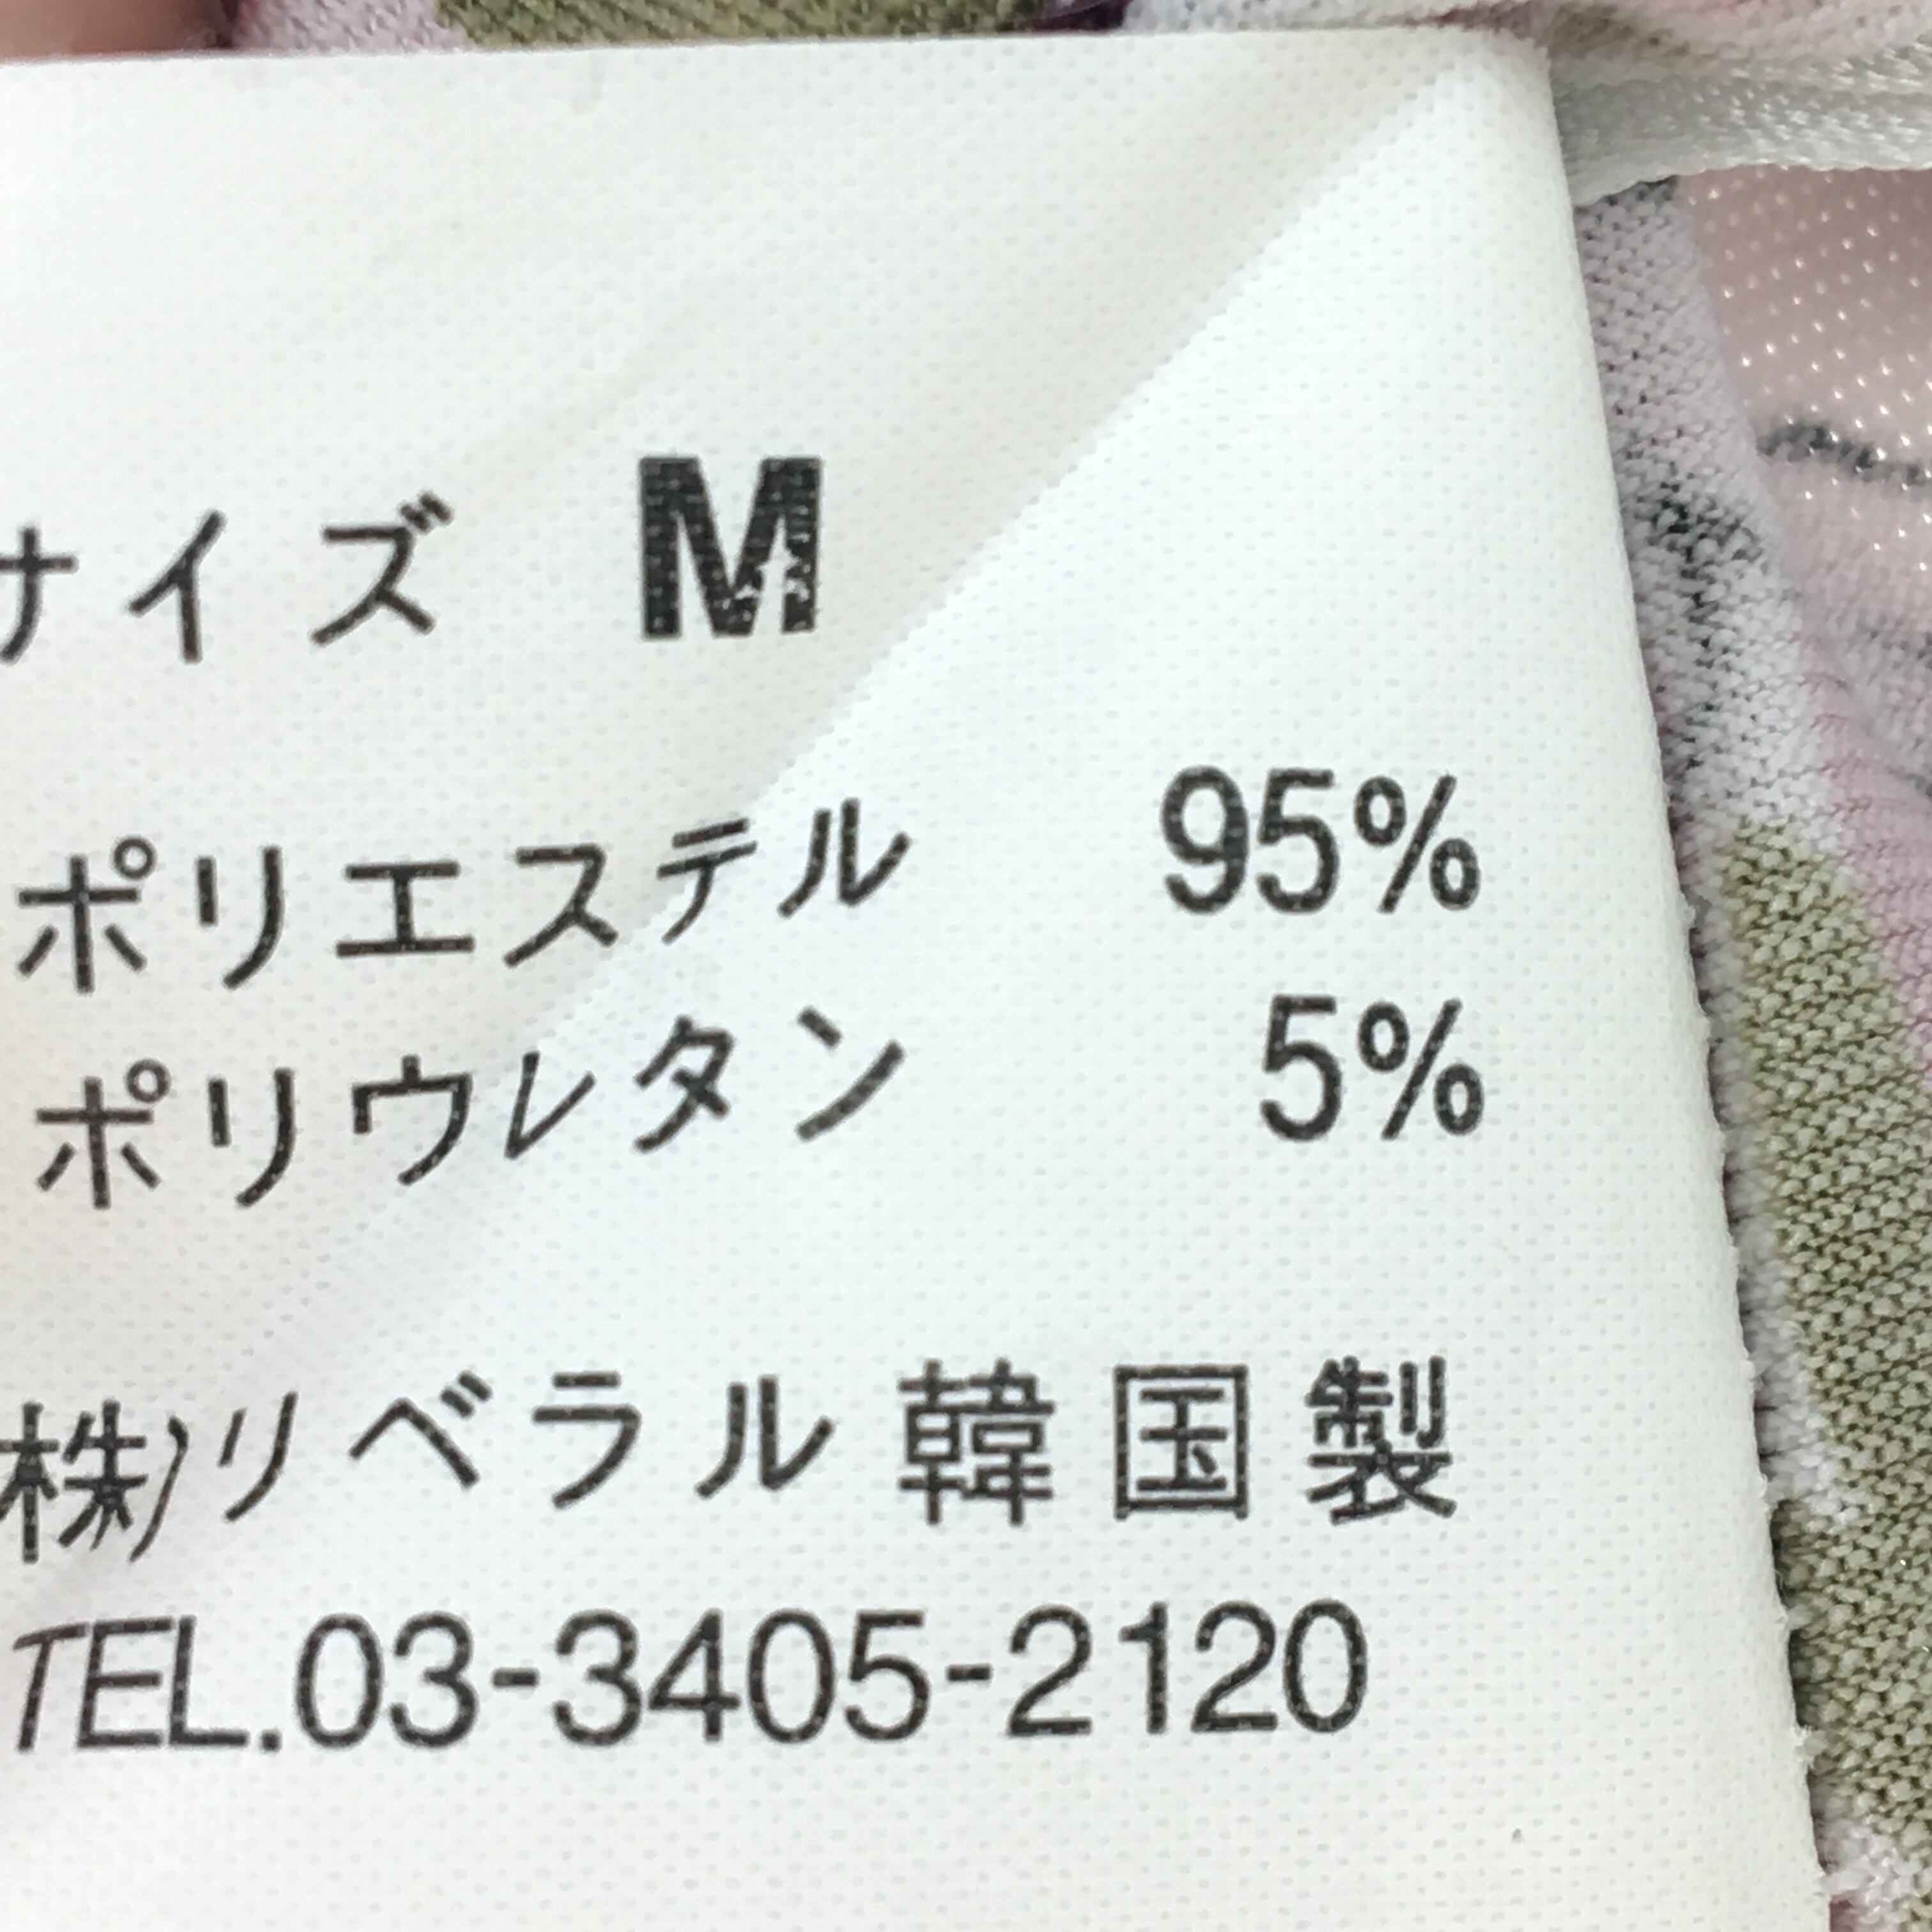 サイズ M
ポリエステル 95%
ポリウレタン 5%
(株)リベラル 韓国製
TEL.03-3405-2120